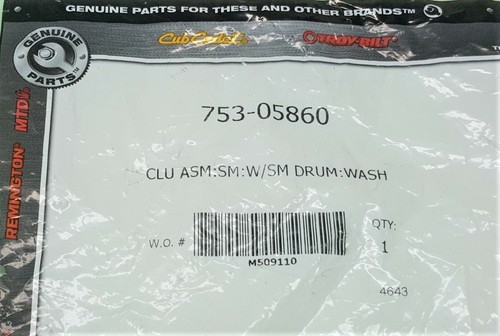 GENUINE PARTS FOR THESE AND OTHER BRANDS™
GENUINE PARTS
Cub Cadet
TROY-BILT
REMINGTON MTD
753-05860
CLU ASM:SM:W/SM DRUM:WASH
W.O. #
M509110
QTY:
1
4643